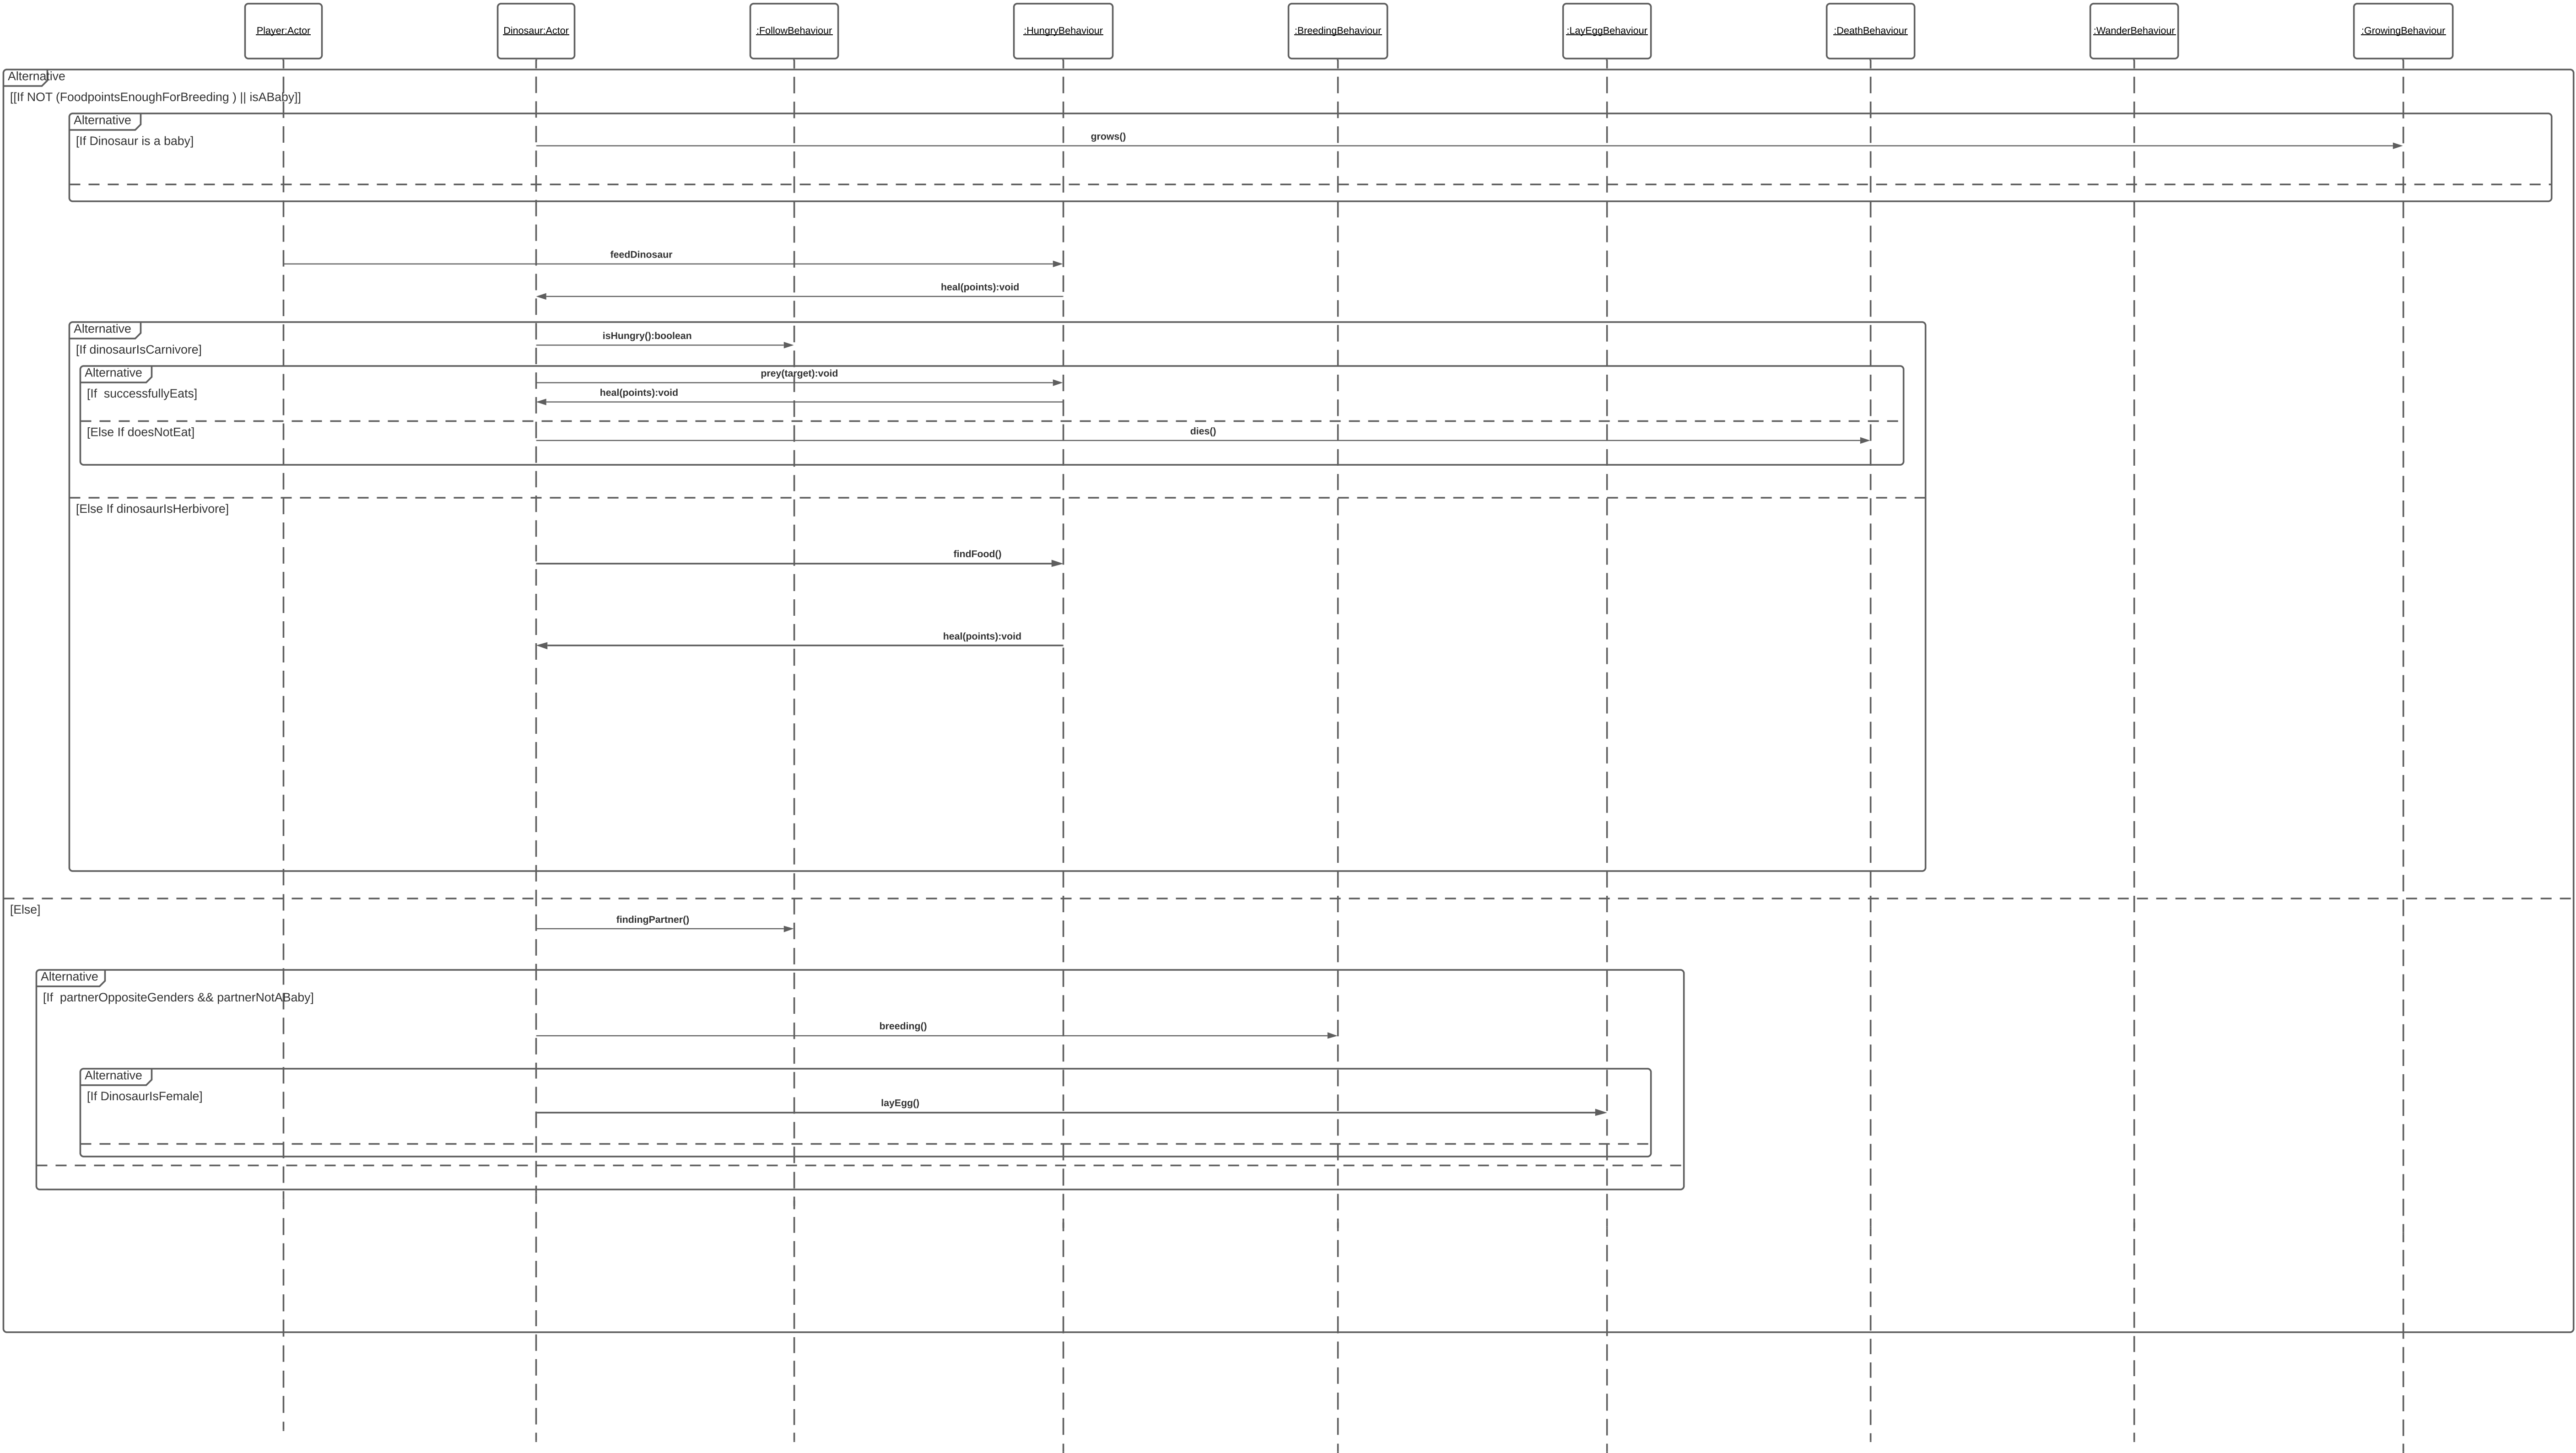 Player:Actor
Dinosaur:Actor
:FollowBehaviour
:HungryBehaviour
:BreedingBehaviour
:LayEggBehaviour
:DeathBehaviour
:WanderBehaviour
:GrowingBehaviour
Alternative
[[If NOT (FoodpointsEnoughForBreeding ) || isABaby]]
Alternative
[If Dinosaur is a baby]
grows()
feedDinosaur
heal(points):void
Alternative
isHungry():boolean
[If dinosaurIsCarnivore]
Alternative
prey(target):void
[If  successfullyEats]
heal(points):void
[Else If doesNotEat]
dies()
[Else If dinosaurIsHerbivore]
findFood()
heal(points):void
[Else]
findingPartner()
Alternative
[If  partnerOppositeGenders && partnerNotABaby]
breeding()
Alternative
[If DinosaurIsFemale]
layEgg()